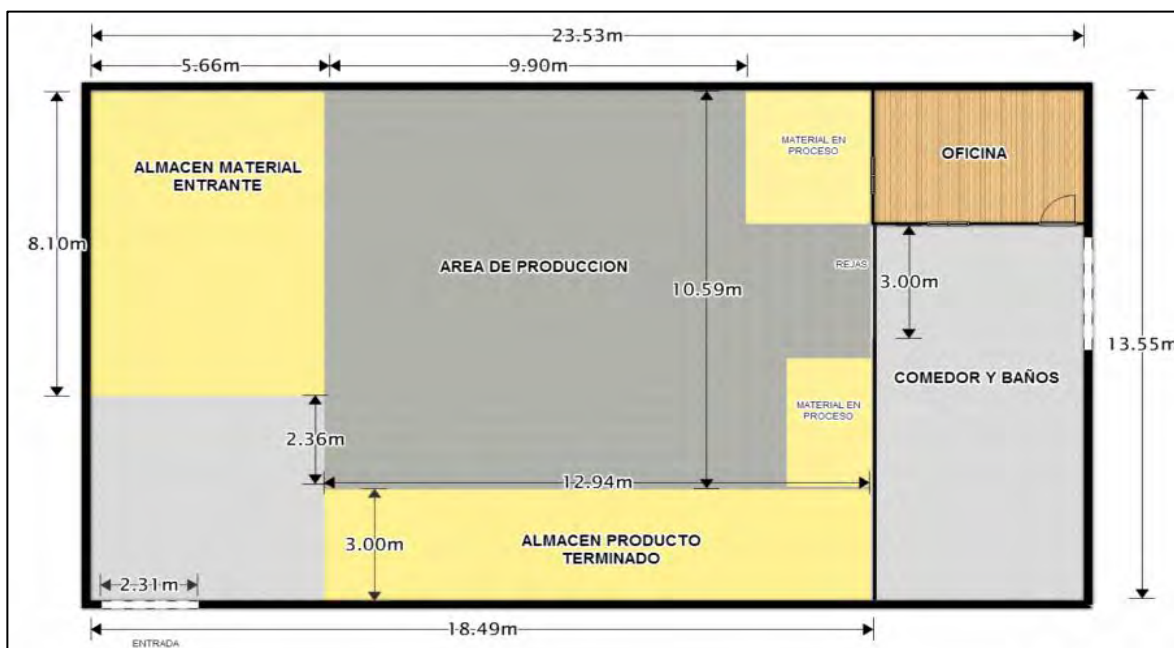 23.53m
5.66m
9.90m
ALMACEN MATERIAL
ENTRANTE
MATERIAL EN
PROCESO
OFICINA
8.10m
AREA DE PRODUCCION
10.59m
REJAS
3.00m
13.55m
COMEDOR Y BAÑOS
MATERIAL EN
PROCESO
2.36m
12.94m
3.00m
ALMACEN PRODUCTO
TERMINADO
2.31m
18.49m
ENTRADA